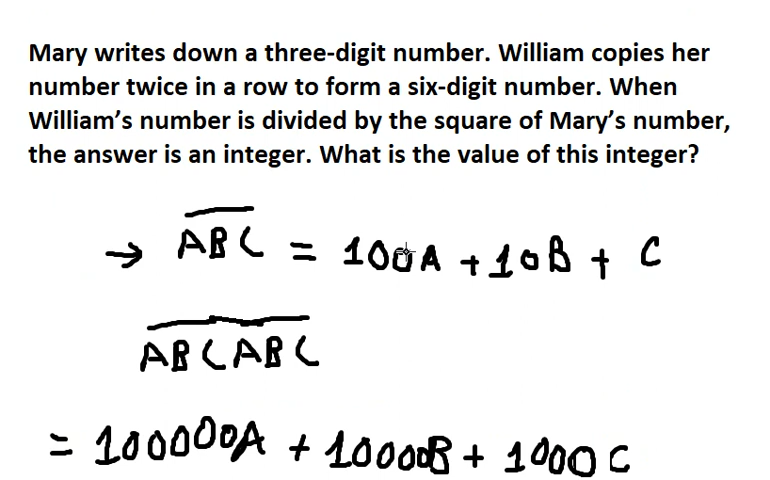 Mary writes down a three-digit number. William copies her
number twice in a row to form a six-digit number. When
William’s number is divided by the square of Mary’s number,
the answer is an integer. What is the value of this integer?
→ ABC = 100A + 10B + C
ABCABC
= 100000A + 10000B + 1000C